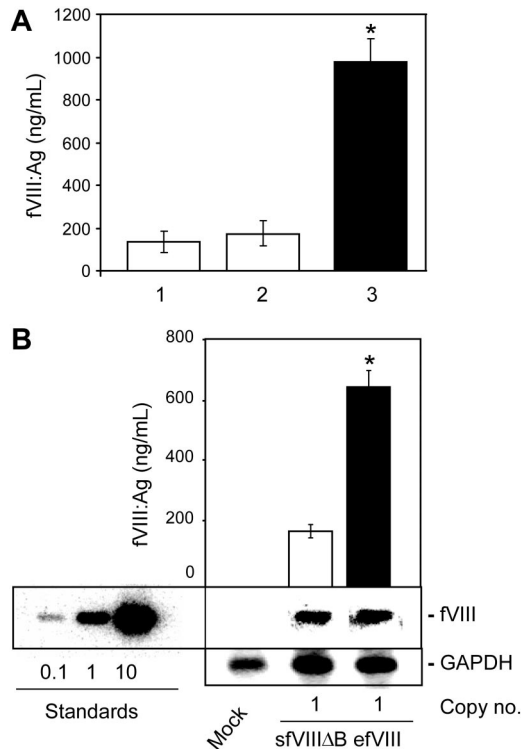 A
1200
1000
800
600
400
200
0
fVIII:Ag (ng/mL)
*
1 2 3
B
800
600
400
200
0
fVIII:Ag (ng/mL)
*
- fVIII
- GAPDH
0.1 1 10
Standards
1 1 Copy no.
Mock
sfVIIIΔB efVIII